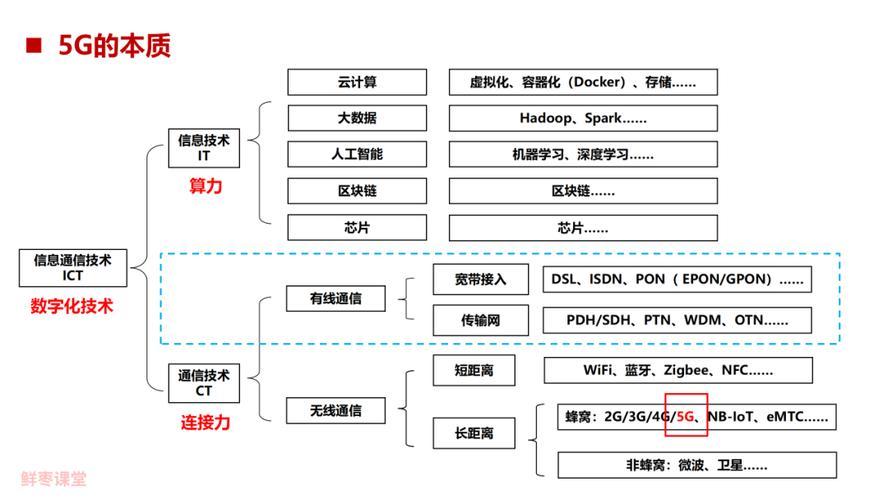 5G的本质
云计算
虚拟化、容器化（Docker）、存储……
大数据
Hadoop、Spark……
信息技术
IT
人工智能
机器学习、深度学习……
算力
区块链
区块链……
芯片
芯片……
信息通信技术
ICT
数字化技术
宽带接入
DSL、ISDN、PON（ EPON/GPON）……
有线通信
传输网
PDH/SDH、PTN、WDM、OTN……
通信技术
CT
连接力
短距离
WiFi、蓝牙、Zigbee、NFC……
无线通信
长距离
蜂窝：2G/3G/4G/5G、NB-IoT、eMTC……
非蜂窝：微波、卫星……
鲜枣课堂